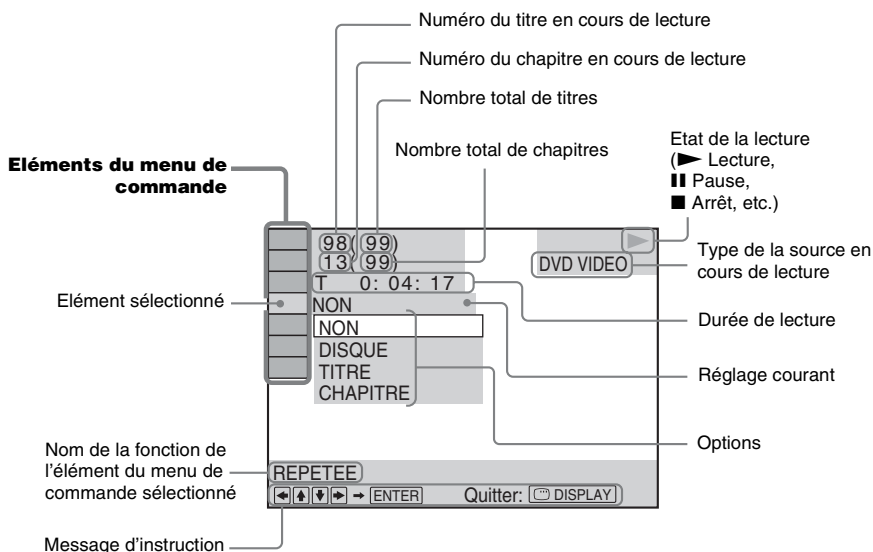 Numéro du titre en cours de lecture
Numéro du chapitre en cours de lecture
Nombre total de titres
Nombre total de chapitres
Etat de la lecture
(▶ Lecture,
❚❚ Pause,
■ Arrêt, etc.)
Eléments du menu de
commande
98(99)
13(99)
DVD VIDEO
Type de la source en
cours de lecture
T 0: 04: 17
Elément sélectionné
NON
Durée de lecture
NON
DISQUE
TITRE
CHAPITRE
Réglage courant
Options
Nom de la fonction de
l'élément du menu de
commande sélectionné
REPETEE
← ↑ ↓ → → ENTER Quitter: DISPLAY
Message d'instruction